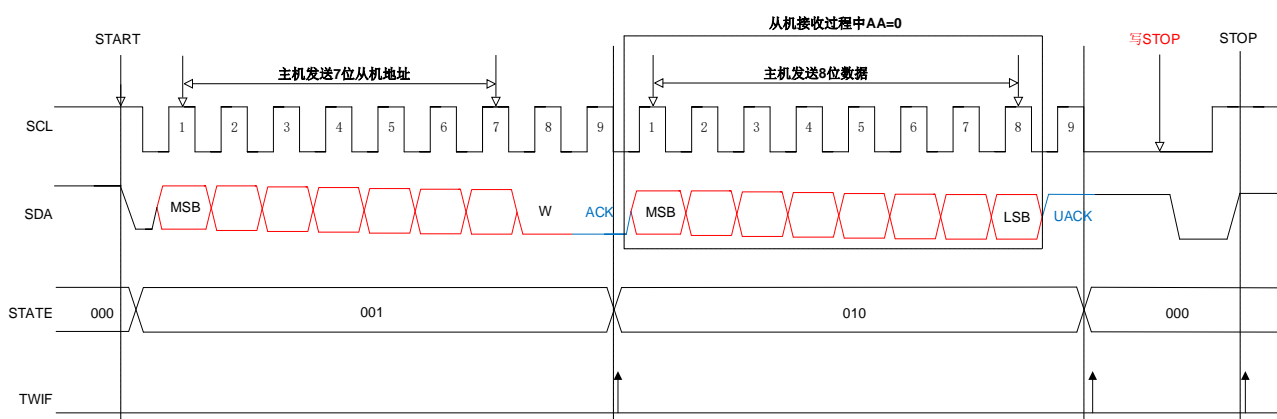 从机接收过程中AA=0
START
写STOP
STOP
主机发送7位从机地址
主机发送8位数据
SCL
1 2 3 4 5 6 7 8 9 1 2 3 4 5 6 7 8 9
SDA
MSB W ACK MSB LSB UACK
STATE
000 001 010 000
TWIF